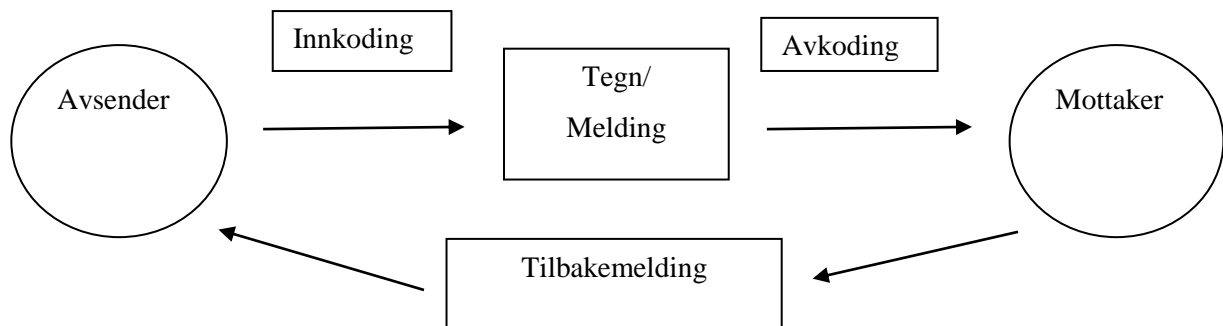 Innkoding
Avkoding
Avsender
Tegn/
Melding
Mottaker
Tilbakemelding